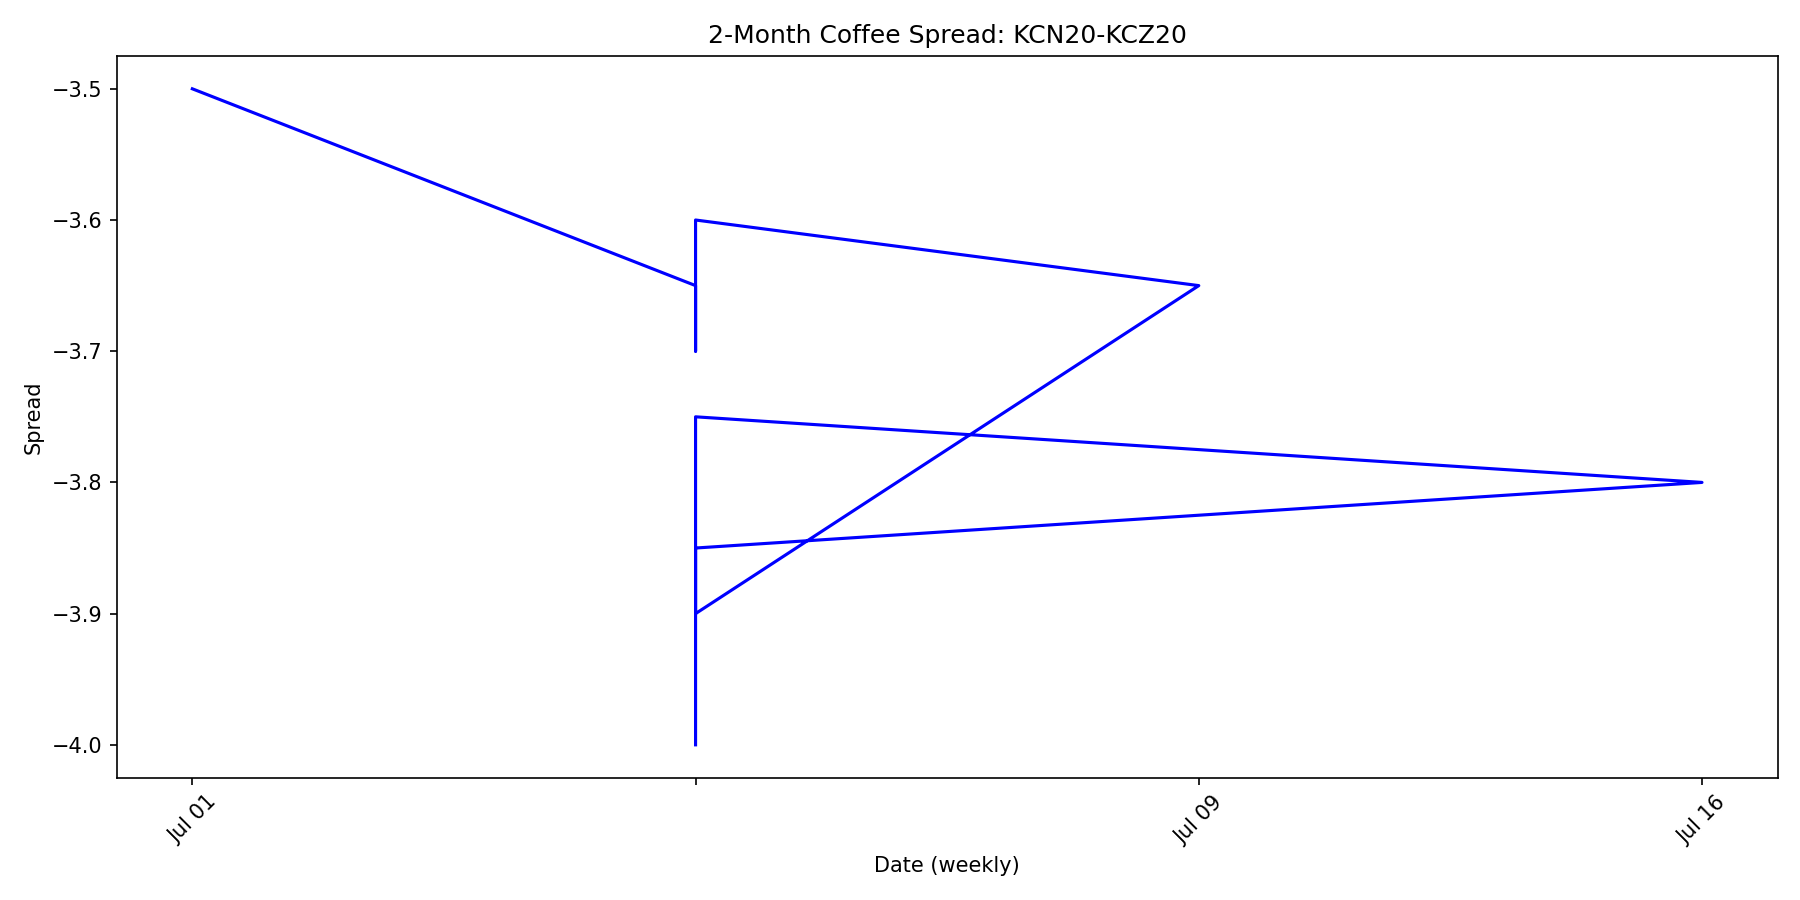 2-Month Coffee Spread: KCN20-KCZ20
Spread
−3.5
−3.6
−3.7
−3.8
−3.9
−4.0
Jul 01
Jul 09
Jul 16
Date (weekly)